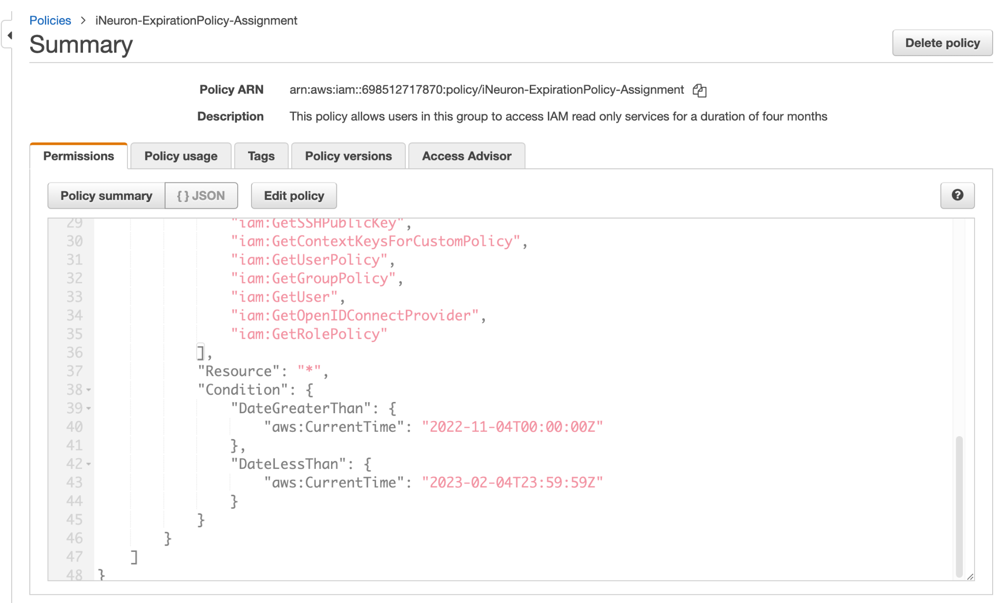 Policies > iNeuron-ExpirationPolicy-Assignment
Summary
Delete policy
Policy ARN arn:aws:iam::698512717870:policy/iNeuron-ExpirationPolicy-Assignment
Description This policy allows users in this group to access IAM read only services for a duration of four months
Permissions Policy usage Tags Policy versions Access Advisor
Policy summary {} JSON Edit policy ?
29 "iam:GetSSHPublicKey",
30 "iam:GetContextKeysForCustomPolicy",
31 "iam:GetUserPolicy",
32 "iam:GetGroupPolicy",
33 "iam:GetUser",
34 "iam:GetOpenIDConnectProvider",
35 "iam:GetRolePolicy"
36 ],
37 "Resource": "*",
38 "Condition": {
39 "DateGreaterThan": {
40 "aws:CurrentTime": "2022-11-04T00:00:00Z"
41 },
42 "DateLessThan": {
43 "aws:CurrentTime": "2023-02-04T23:59:59Z"
44 }
45 }
46 }
47 ]
48 }